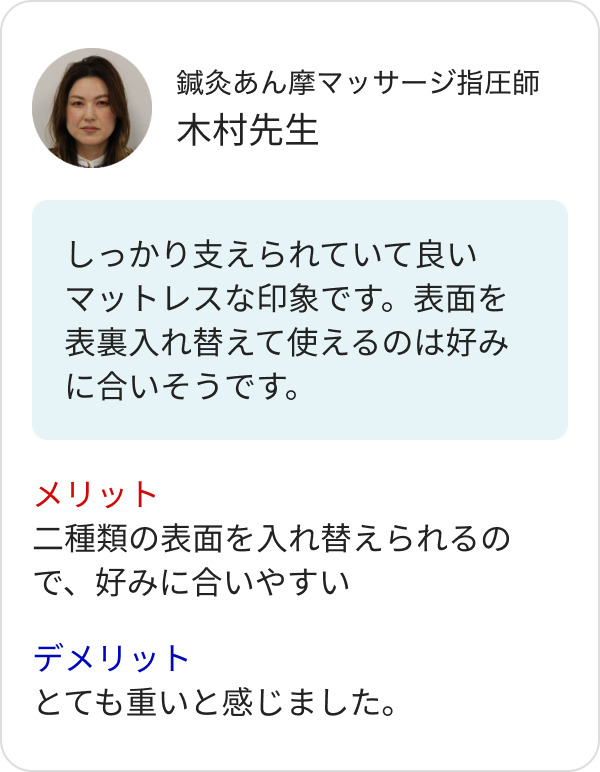 鍼灸あん摩マッサージ指圧師
木村先生
しっかり支えられていて良い
マットレスな印象です。表面を
表裏入れ替えて使えるのは好み
に合いそうです。
メリット
二種類の表面を入れ替えられるの
で、好みに合いやすい
デメリット
とても重いと感じました。